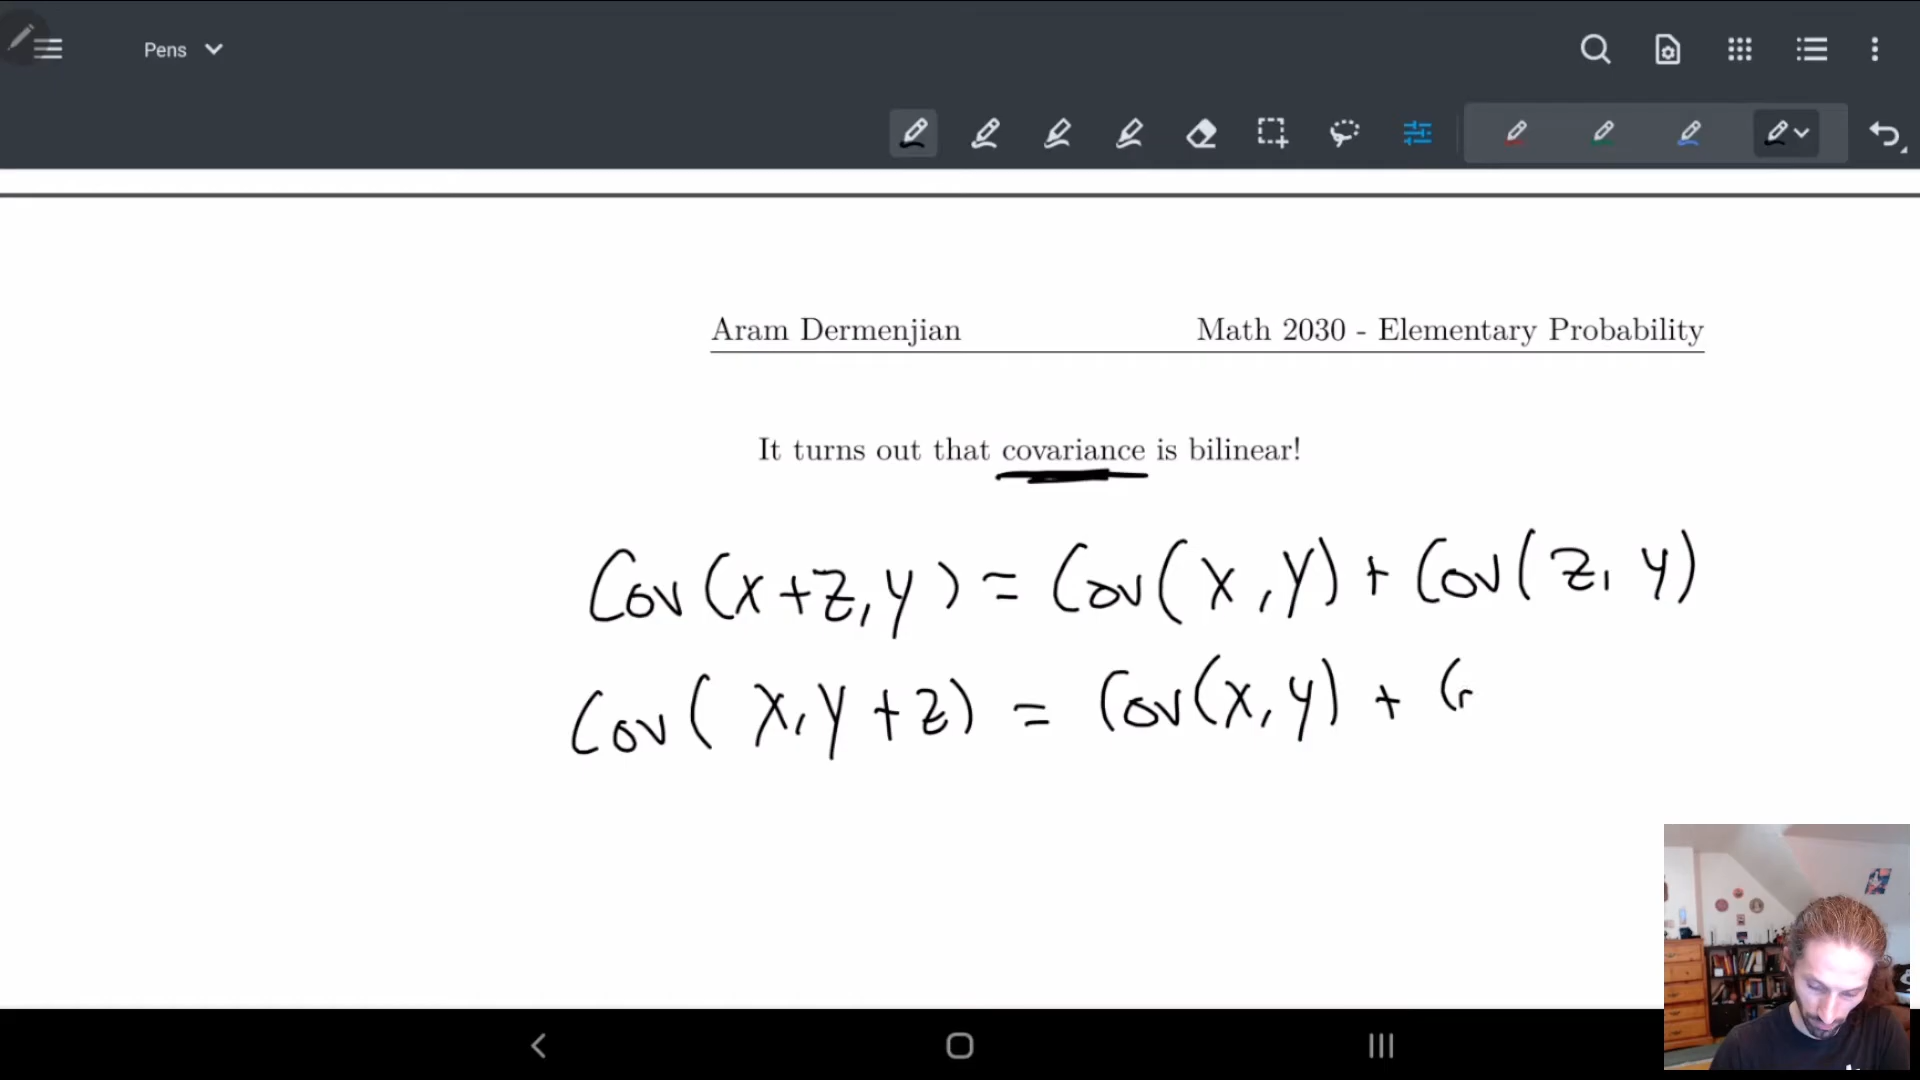 Pens
Aram Dermenjian Math 2030 - Elementary Probability
It turns out that covariance is bilinear!
Cov(X+Z,Y) = Cov(X,Y) + Cov(Z,Y)
Cov(X,Y+Z) = Cov(X,Y) + Co